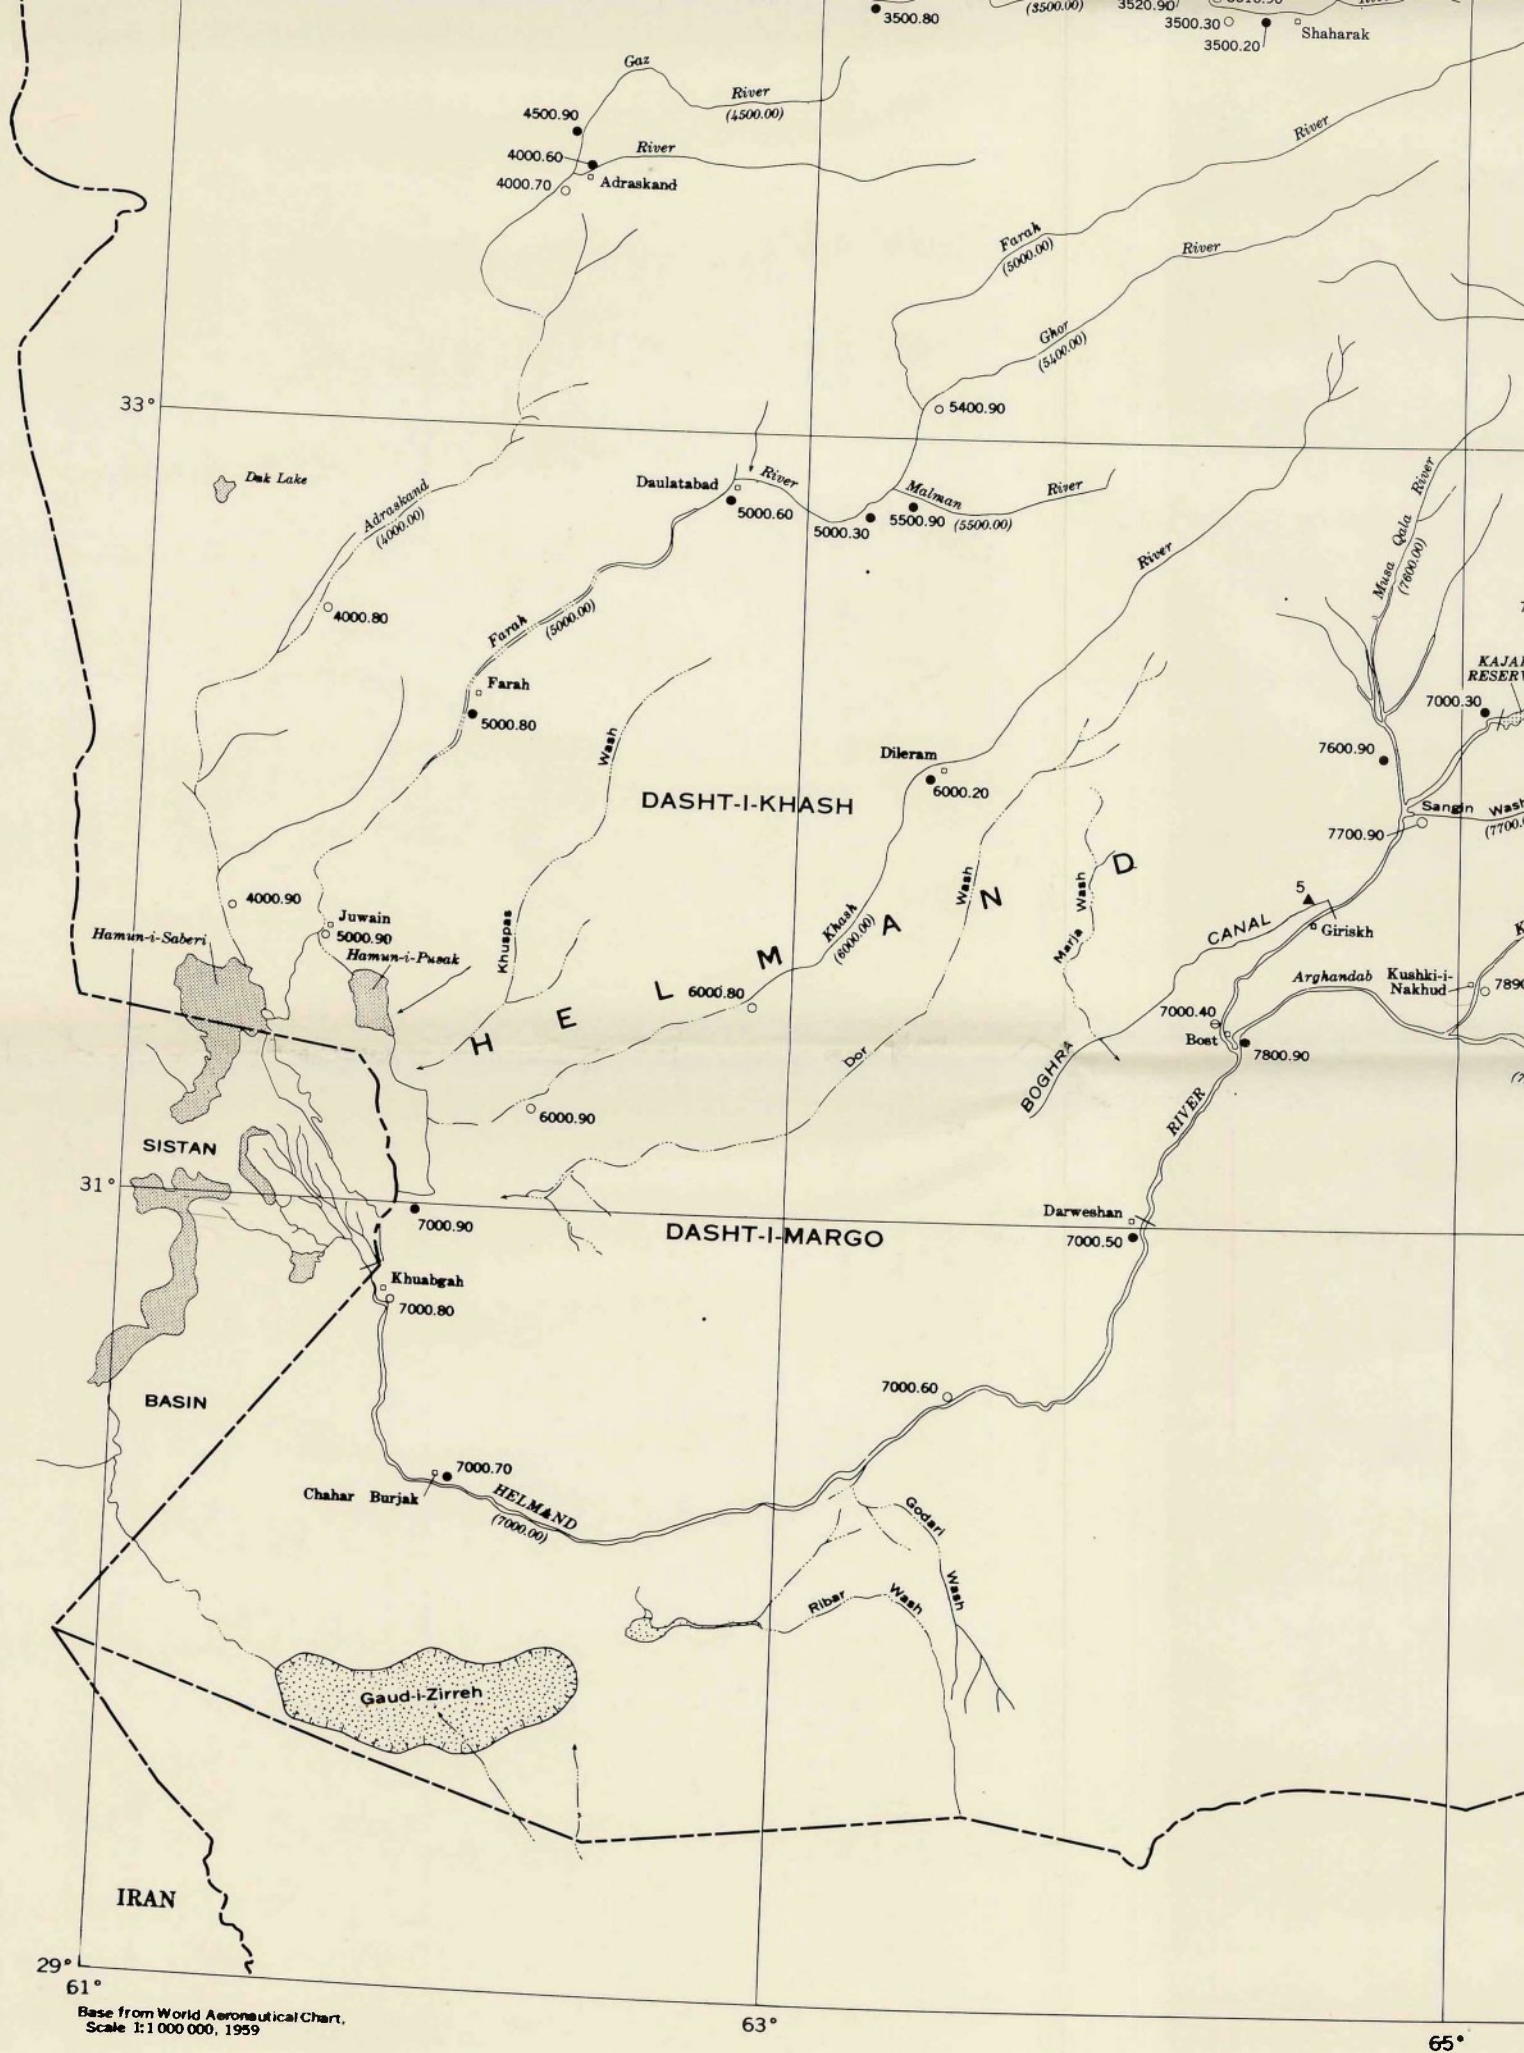 3500.80
(3500.00)
3520.90
3500.30
3500.20
Shaharak
Gaz
River
(4500.00)
4500.90
4000.60
River
4000.70
Adraskand
River
Farah
(5000.00)
River
Ghor
(5400.00)
33°
5400.90
Dak Lake
Adraskand
(4000.00)
Daulatabad
River
5000.60
5000.30
Malman
River
5500.90
(5500.00)
River
Musa Qala River
(7600.00)
4000.80
Farah
(5000.00)
Farah
5000.80
Wash
Khuspas
DASHT-I-KHASH
Dileram
6000.20
7000.30
7600.90
Sangin Wash
7700.90
Wash
Marja Wash
HELMAND
Khash
(6000.00)
5
CANAL
Giriskh
Arghandab
Kushki-i-
Nakhud
4000.90
Juwain
5000.90
Hamun-i-Saberi
Hamun-i-Pusak
6000.80
7000.40
Bost
7800.90
Dor
BOGHRA
6000.90
RIVER
SISTAN
31°
7000.90
DASHT-I-MARGO
Darweshan
7000.50
Khuabgah
7000.80
BASIN
7000.60
7000.70
Chahar Burjak
HELMAND
(7000.00)
Godari
Wash
Ribar
Wash
Gaud-i-Zirreh
IRAN
29°
61°
63°
65°
Base from World Aeronautical Chart,
Scale 1:1 000 000, 1959